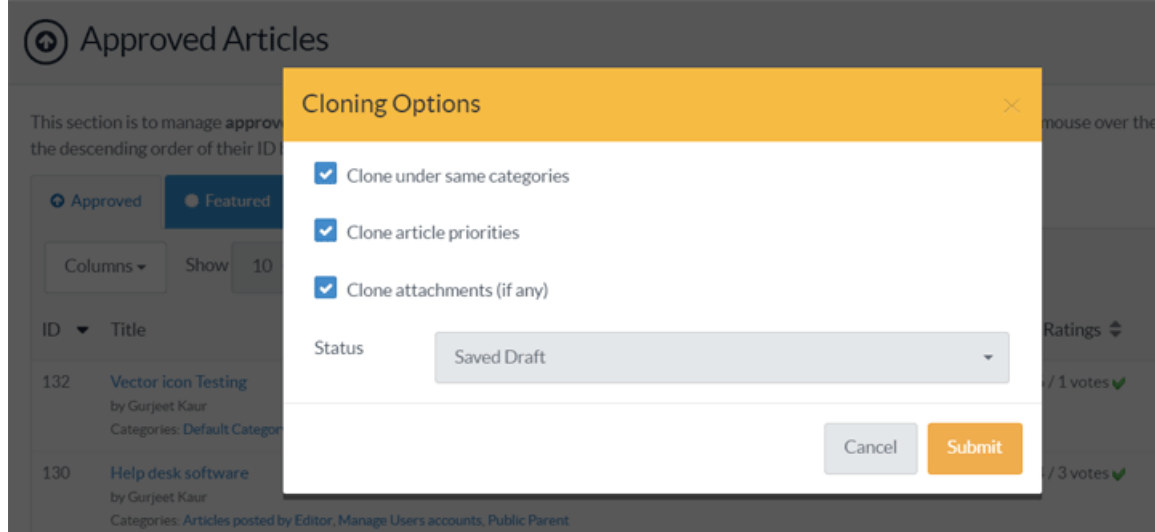 Approved Articles
Cloning Options
This section is to manage approv
mouse over the
the descending order of their ID
Clone under same categories
Approved
Featured
Clone article priorities
Columns
Show
10
Clone attachments (if any)
ID
Title
Ratings
Status
Saved Draft
132
Vector icon Testing
/ 1 votes
by Gurjeet Kaur
Categories: Default Categor
Cancel
Submit
130
Help desk software
/ 3 votes
by Gurjeet Kaur
Categories: Articles posted by Editor, Manage Users accounts, Public Parent